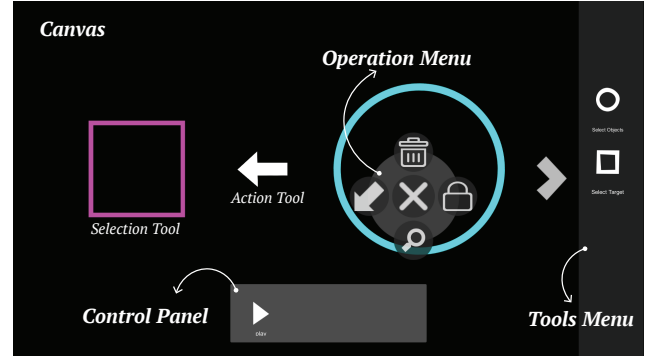 Canvas
Operation Menu
Select Objects
Action Tool
Select Target
Selection Tool
Control Panel
play
Tools Menu